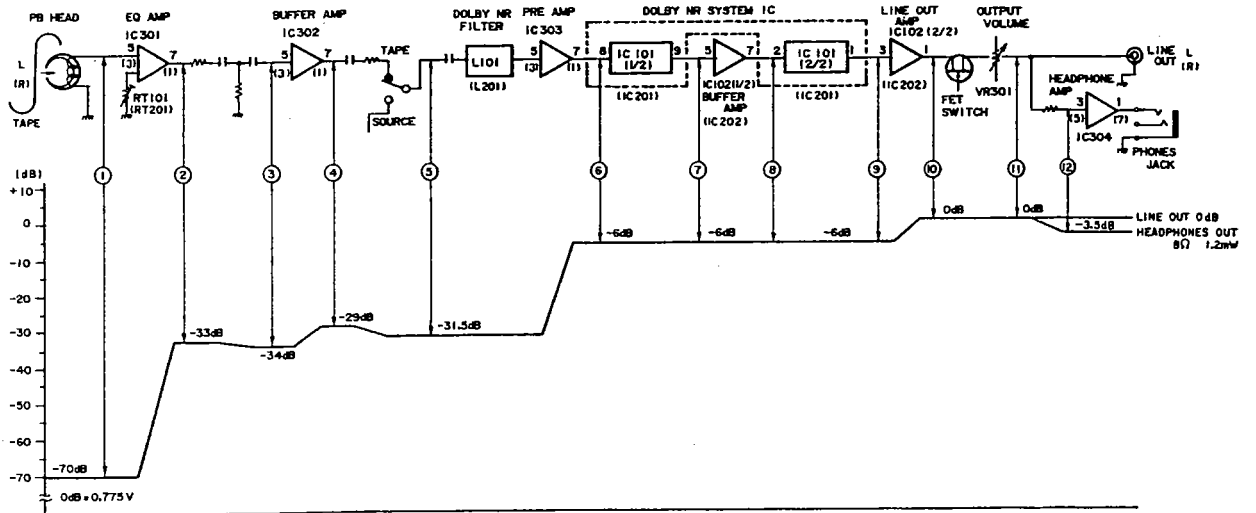 PB HEAD
EQ AMP
IC301
BUFFER AMP
IC302
DOLBY NR
FILTER
PRE AMP
IC303
DOLBY NR SYSTEM IC
LINE OUT
AMP
IC102 (2/2)
OUTPUT
VOLUME
L
(R)
TAPE
5
(3)
7
(1)
RT101
(RT201)
5
(3)
7
(1)
TAPE
SOURCE
L101
(L201)
5
(3)
7
(1)
8
IC101
(1/2)
9
(IC201)
5
7
IC102(1/2)
BUFFER
AMP
(IC202)
2
IC101
(2/2)
1
(IC201)
3
1
(IC202)
FET
SWITCH
VR301
LINE L
OUT (R)
HEADPHONE
AMP
3
(5)
1
(7)
IC304
PHONES
JACK
1
2
3
4
5
6
7
8
9
10
11
12
(dB)
+10
0
-10
-20
-30
-40
-50
-60
-70
-70dB
-33dB
-34dB
-29dB
-31.5dB
-6dB
-6dB
-6dB
0dB
0dB
-3.5dB
LINE OUT 0dB
HEADPHONES OUT
8Ω 1.2mW
0dB=0.775V